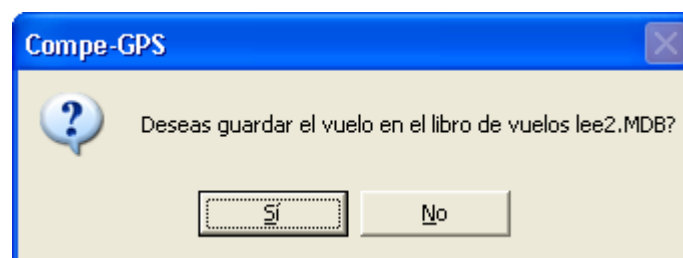 Compe-GPS
Deseas guardar el vuelo en el libro de vuelos lee2.MDB?
Sí
No